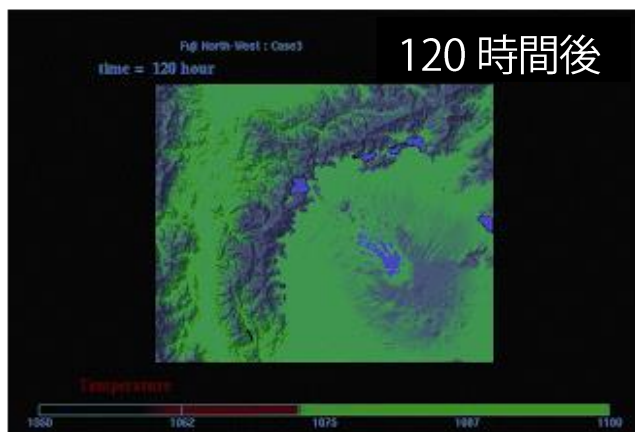 120 時間後
Fuji North-West : Case3
time = 120 hour
Temperature
1050 1062 1075 1087 1100